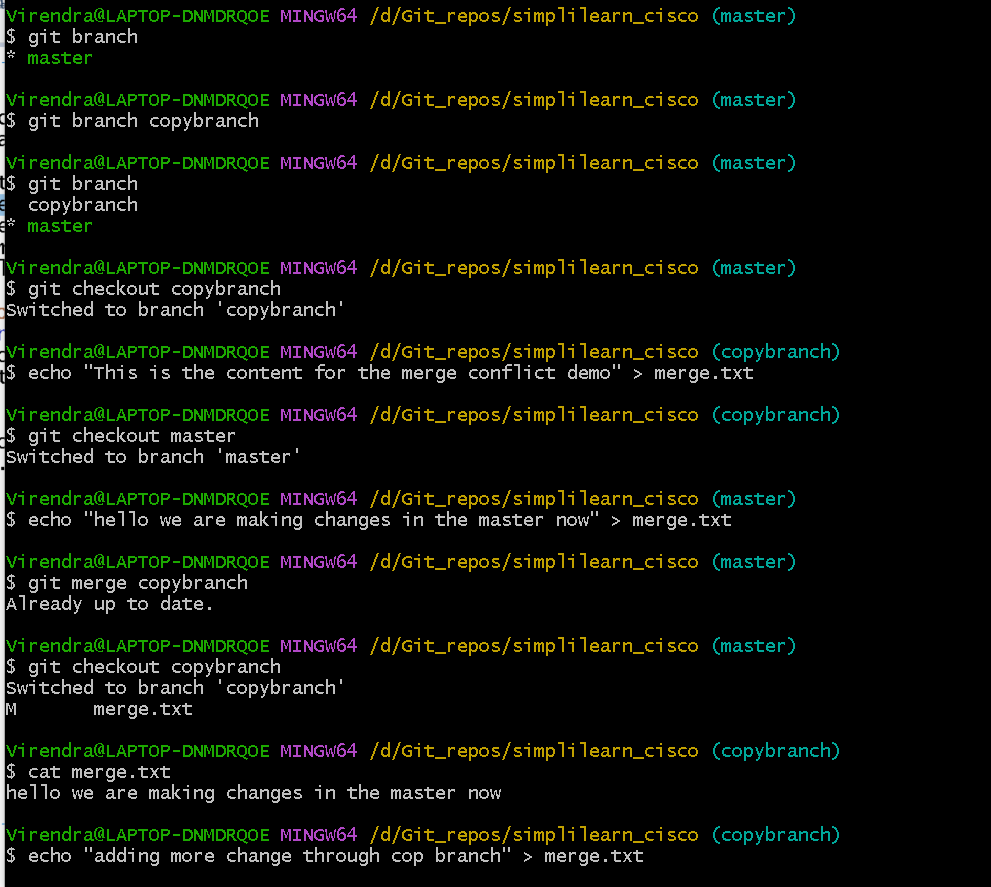 Virendra@LAPTOP-DNMDRQOE MINGW64 /d/Git_repos/simplilearn_cisco (master)
$ git branch
* master
Virendra@LAPTOP-DNMDRQOE MINGW64 /d/Git_repos/simplilearn_cisco (master)
$ git branch copybranch
Virendra@LAPTOP-DNMDRQOE MINGW64 /d/Git_repos/simplilearn_cisco (master)
$ git branch
  copybranch
* master
Virendra@LAPTOP-DNMDRQOE MINGW64 /d/Git_repos/simplilearn_cisco (master)
$ git checkout copybranch
Switched to branch 'copybranch'
Virendra@LAPTOP-DNMDRQOE MINGW64 /d/Git_repos/simplilearn_cisco (copybranch)
$ echo "This is the content for the merge conflict demo" > merge.txt
Virendra@LAPTOP-DNMDRQOE MINGW64 /d/Git_repos/simplilearn_cisco (copybranch)
$ git checkout master
Switched to branch 'master'
Virendra@LAPTOP-DNMDRQOE MINGW64 /d/Git_repos/simplilearn_cisco (master)
$ echo "hello we are making changes in the master now" > merge.txt
Virendra@LAPTOP-DNMDRQOE MINGW64 /d/Git_repos/simplilearn_cisco (master)
$ git merge copybranch
Already up to date.
Virendra@LAPTOP-DNMDRQOE MINGW64 /d/Git_repos/simplilearn_cisco (master)
$ git checkout copybranch
Switched to branch 'copybranch'
M       merge.txt
Virendra@LAPTOP-DNMDRQOE MINGW64 /d/Git_repos/simplilearn_cisco (copybranch)
$ cat merge.txt
hello we are making changes in the master now
Virendra@LAPTOP-DNMDRQOE MINGW64 /d/Git_repos/simplilearn_cisco (copybranch)
$ echo "adding more change through cop branch" > merge.txt